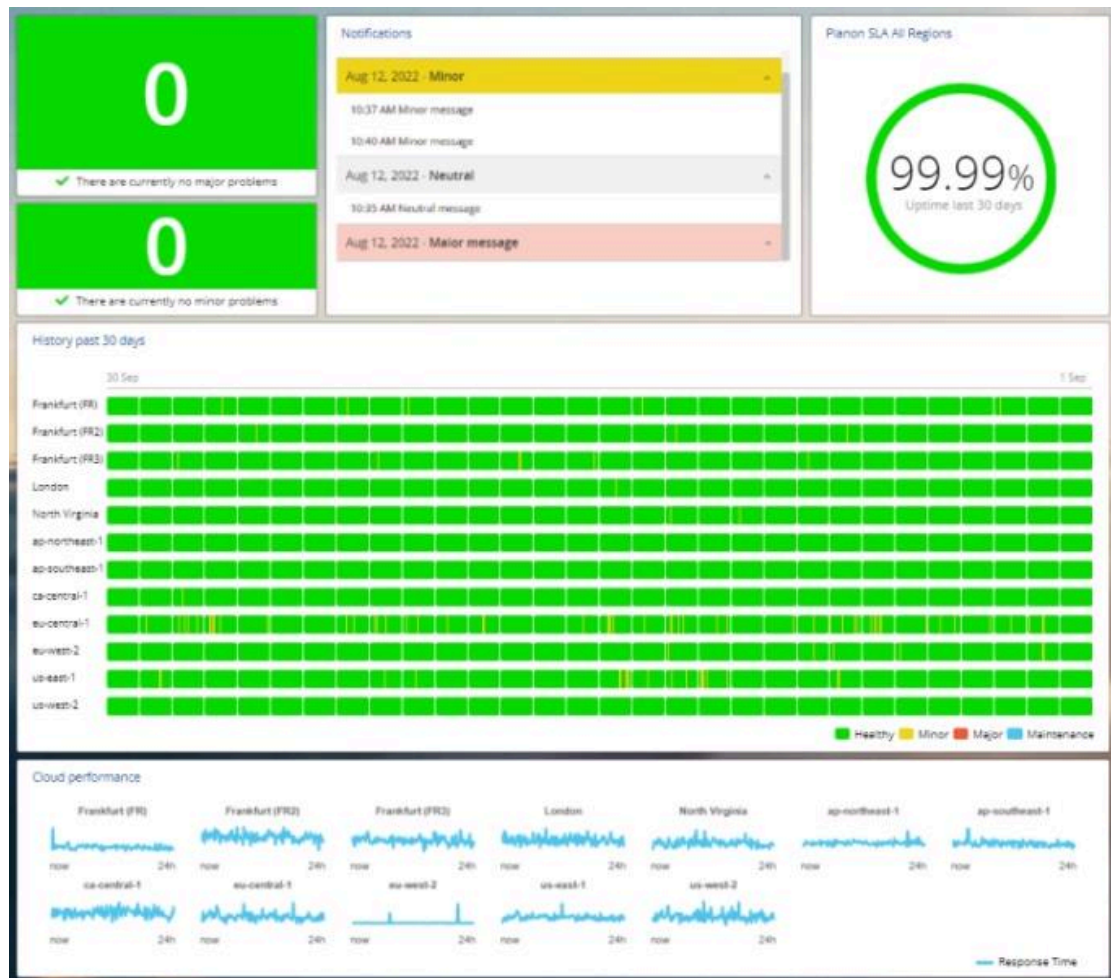 0
There are currently no major problems
0
There are currently no minor problems
Notifications
Aug 12, 2022 - Minor
10:37 AM Minor message
10:40 AM Minor message
Aug 12, 2022 - Neutral
10:35 AM Neutral message
Aug 12, 2022 - Maior message
Planon SLA All Regions
99.99%
Uptime last 30 days
History past 30 days
30 Sep 1 Sep
Frankfurt (FR)
Frankfurt (FR2)
Frankfurt (FR3)
London
North Virginia
ap-northeast-1
ap-southeast-1
ca-central-1
eu-central-1
eu-west-2
us-east-1
us-west-2
Healthy Minor Major Maintenance
Cloud performance
Frankfurt (FR) Frankfurt (FR2) Frankfurt (FR3) London North Virginia ap-northeast-1 ap-southeast-1
now 24h now 24h now 24h now 24h now 24h now 24h now 24h
ca-central-1 eu-central-1 eu-west-2 us-east-1 us-west-2
now 24h now 24h now 24h now 24h now 24h
Response Time